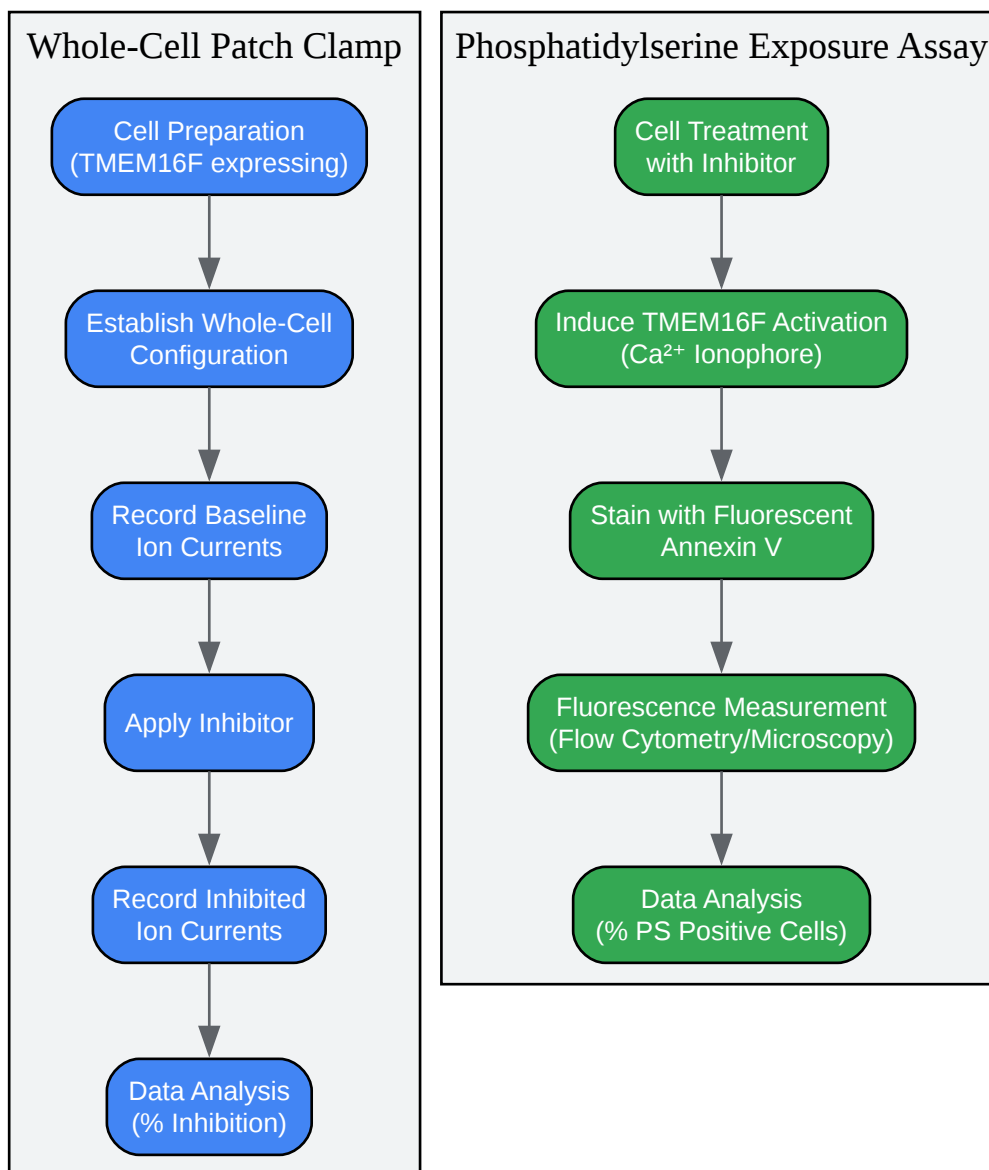 Whole-Cell Patch Clamp
Cell Preparation
(TMEM16F expressing)
Establish Whole-Cell
Configuration
Record Baseline
Ion Currents
Apply Inhibitor
Record Inhibited
Ion Currents
Data Analysis
(% Inhibition)
Phosphatidylserine Exposure Assay
Cell Treatment
with Inhibitor
Induce TMEM16F Activation
(Ca²⁺ Ionophore)
Stain with Fluorescent
Annexin V
Fluorescence Measurement
(Flow Cytometry/Microscopy)
Data Analysis
(% PS Positive Cells)